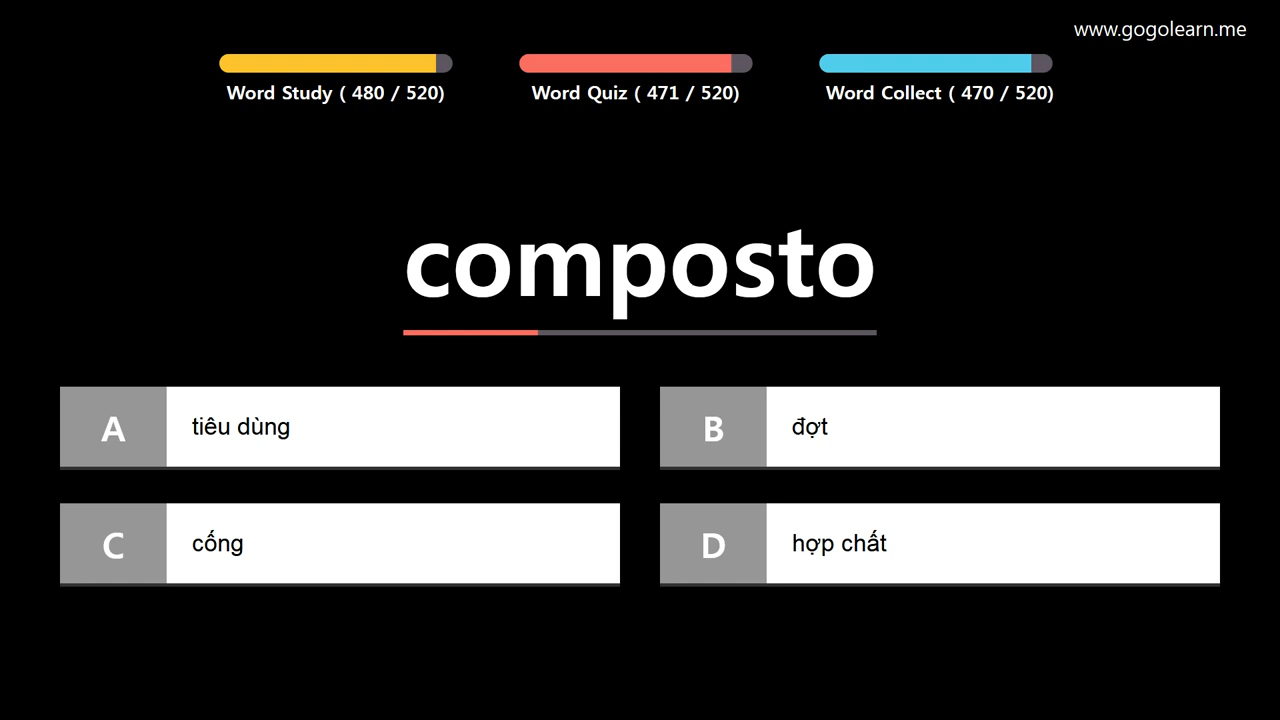 www.gogolearn.me
Word Study ( 480 / 520)
Word Quiz ( 471 / 520)
Word Collect ( 470 / 520)
composto
A tiêu dùng
B đợt
C cống
D hợp chất